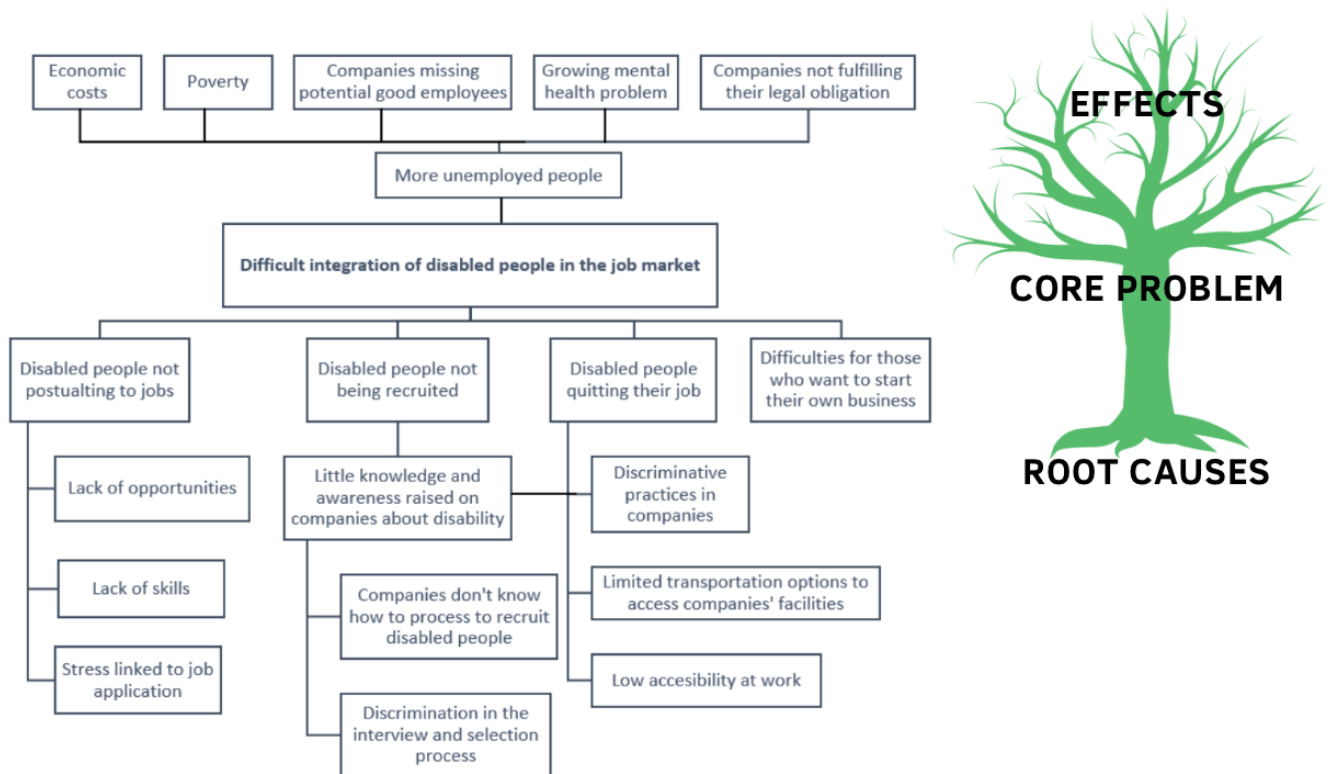 Economic
costs
Poverty
Companies missing
potential good employees
Growing mental
health problem
Companies not fulfilling
their legal obligation
EFFECTS
More unemployed people
Difficult integration of disabled people in the job market
CORE PROBLEM
Disabled people not
postualting to jobs
Disabled people not
being recruited
Disabled people
quitting their job
Difficulties for those
who want to start
their own business
ROOT CAUSES
Lack of opportunities
Little knowledge and
awareness raised on
companies about disability
Discriminative
practices in
companies
Lack of skills
Companies don't know
how to process to recruit
disabled people
Limited transportation options to
access companies' facilities
Stress linked to job
application
Low accesibility at work
Discrimination in the
interview and selection
process